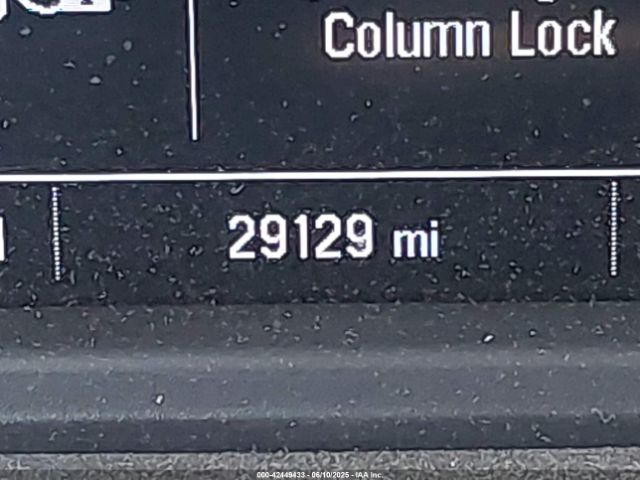 Column Lock
29129 mi
000-42449433 - 06/10/2025 - IAA Inc.